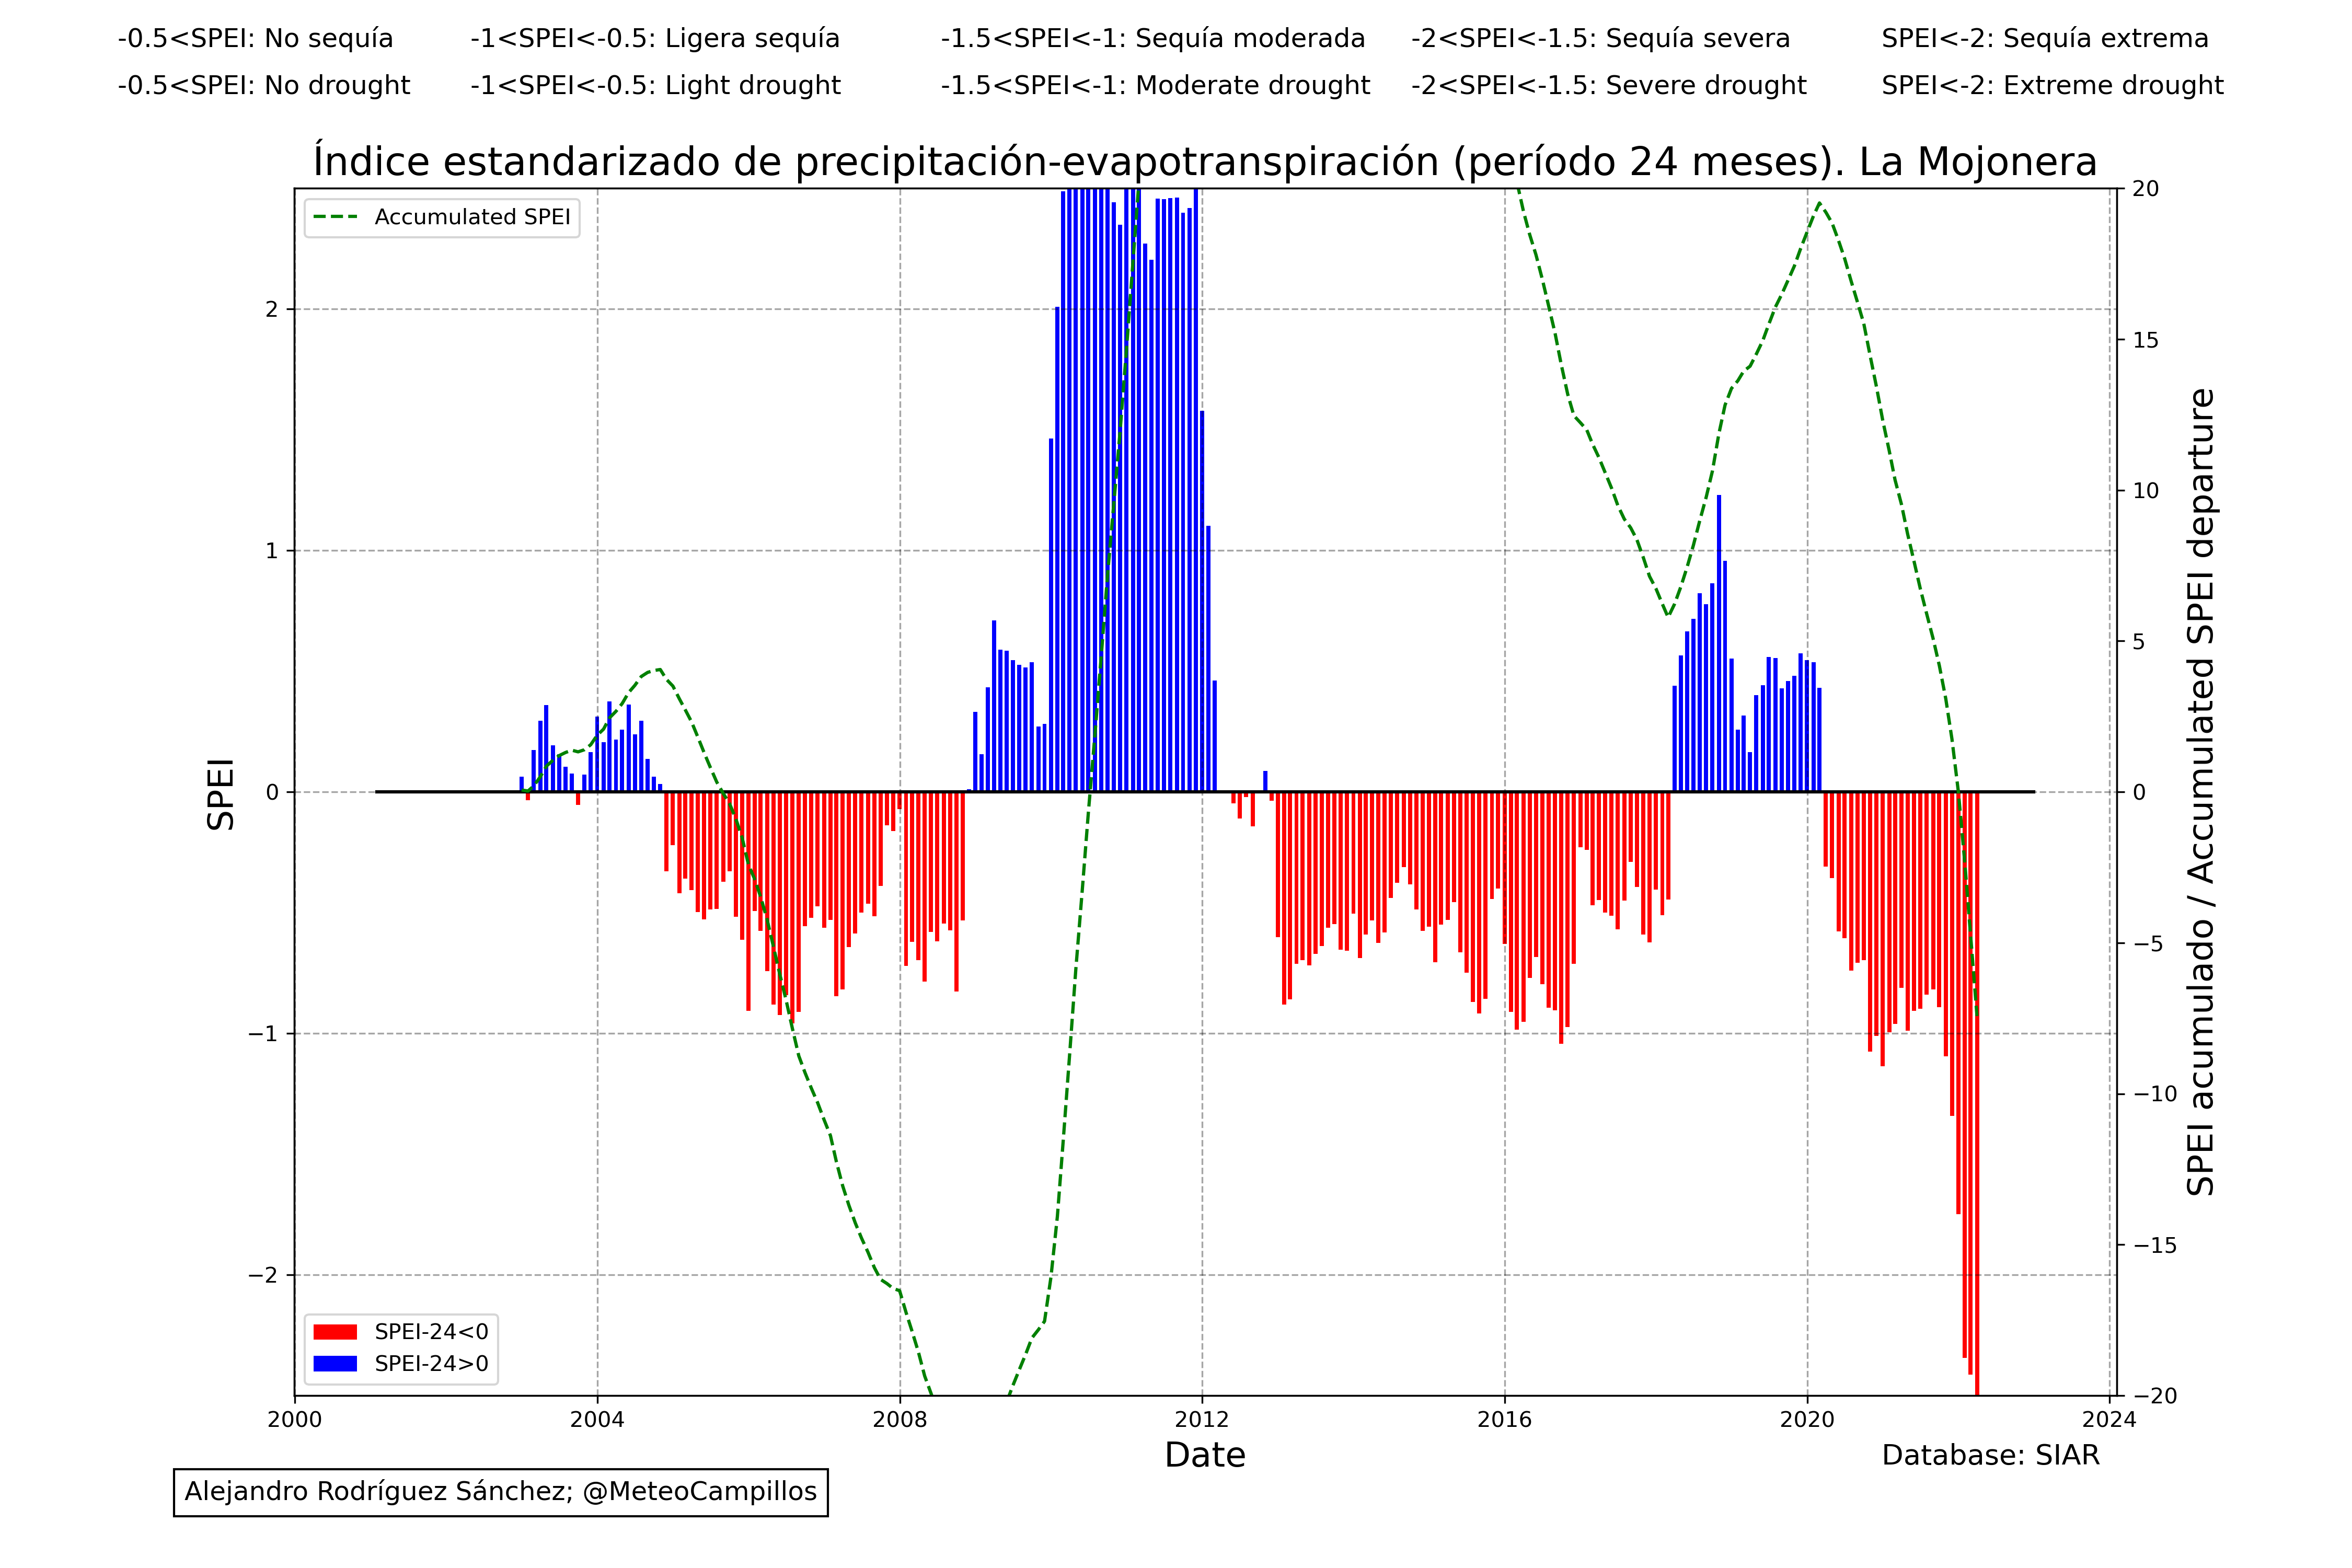 -0.5<SPEI: No sequía -1<SPEI<-0.5: Ligera sequía -1.5<SPEI<-1: Sequía moderada -2<SPEI<-1.5: Sequía severa SPEI<-2: Sequía extrema
-0.5<SPEI: No drought -1<SPEI<-0.5: Light drought -1.5<SPEI<-1: Moderate drought -2<SPEI<-1.5: Severe drought SPEI<-2: Extreme drought
Índice estandarizado de precipitación-evapotranspiración (período 24 meses). La Mojonera
Accumulated SPEI
SPEI
2
1
0
−1
−2
20
15
10
5
0
−5
−10
−15
−20
SPEI acumulado / Accumulated SPEI departure
SPEI-24<0
SPEI-24>0
2000 2004 2008 2012 2016 2020 2024
Date
Database: SIAR
Alejandro Rodríguez Sánchez; @MeteoCampillos